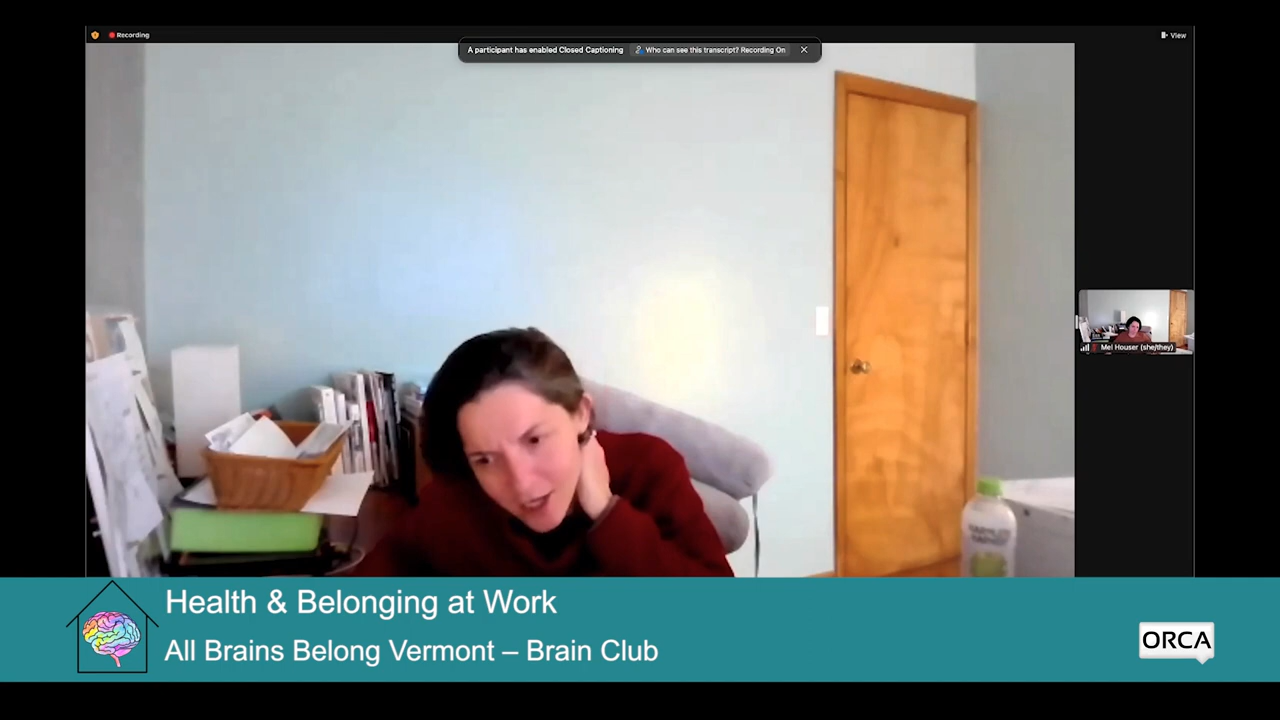 Recording
A participant has enabled Closed Captioning
Who can see this transcript? Recording On
View
Mel Houser (she/they)
Health & Belonging at Work
All Brains Belong Vermont – Brain Club
ORCA